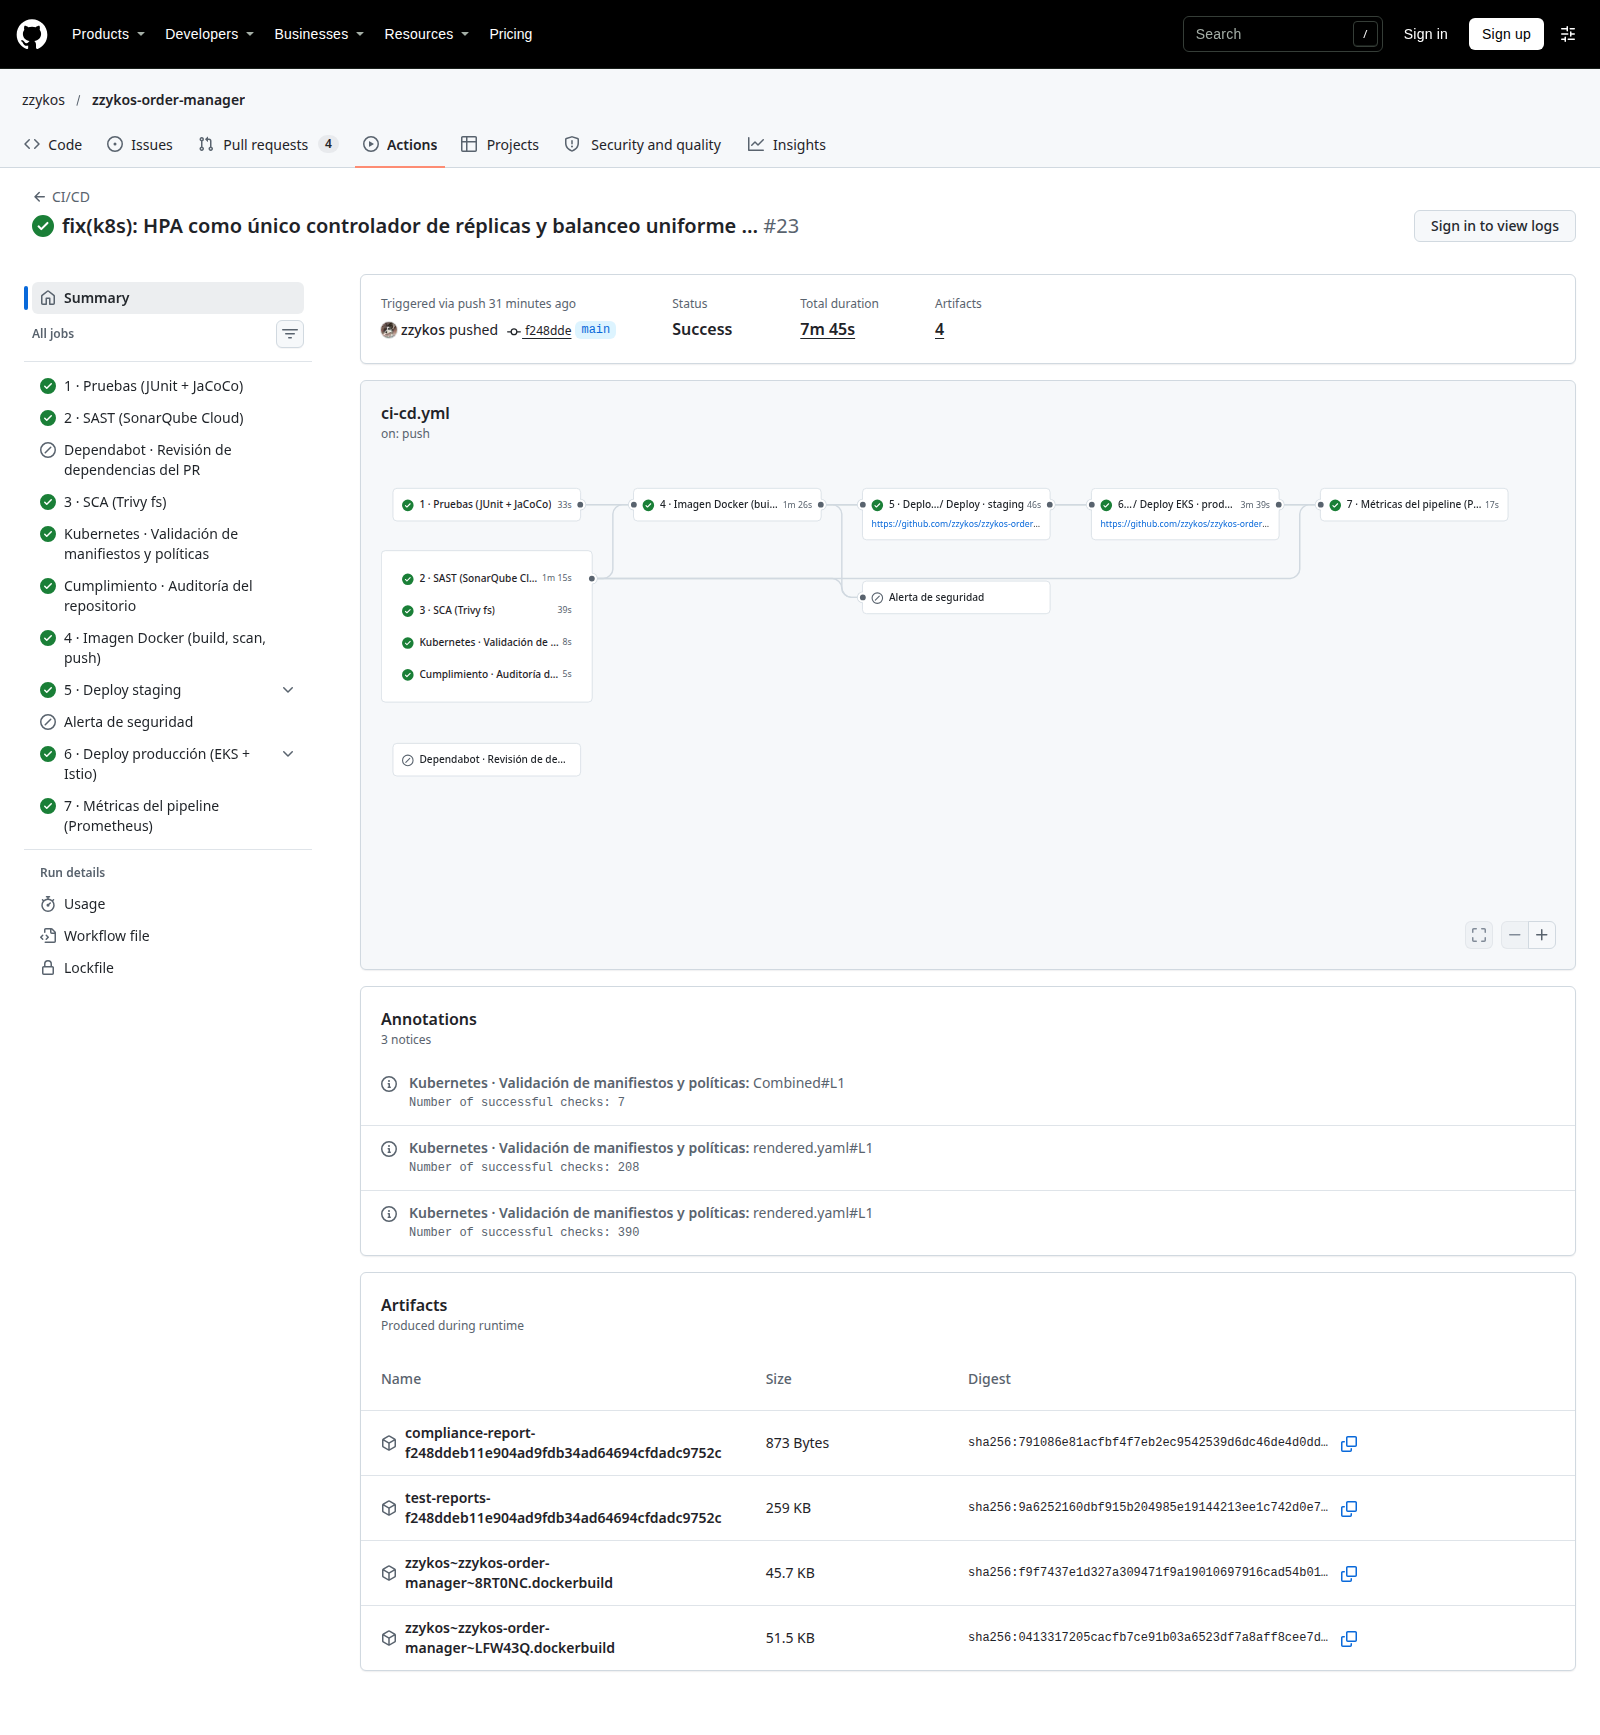 Products
Developers
Businesses
Resources
Pricing
Search
/
Sign in
Sign up
zzykos / zzykos-order-manager
Code
Issues
Pull requests 4
Actions
Projects
Security and quality
Insights
CI/CD
fix(k8s): HPA como único controlador de réplicas y balanceo uniforme ... #23
Sign in to view logs
Summary
All jobs
1 · Pruebas (JUnit + JaCoCo)
2 · SAST (SonarQube Cloud)
Dependabot · Revisión de
dependencias del PR
3 · SCA (Trivy fs)
Kubernetes · Validación de
manifiestos y políticas
Cumplimiento · Auditoría del
repositorio
4 · Imagen Docker (build, scan,
push)
5 · Deploy staging
Alerta de seguridad
6 · Deploy producción (EKS +
Istio)
7 · Métricas del pipeline
(Prometheus)
Run details
Usage
Workflow file
Lockfile
Triggered via push 31 minutes ago
zzykos pushed f248dde main
Status
Success
Total duration
7m 45s
Artifacts
4
ci-cd.yml
on: push
1 · Pruebas (JUnit + JaCoCo) 33s
4 · Imagen Docker (bui... 1m 26s
5 · Deplo.../ Deploy · staging 46s
https://github.com/zzykos/zzykos-order...
6.../ Deploy EKS · prod... 3m 39s
https://github.com/zzykos/zzykos-order...
7 · Métricas del pipeline (P... 17s
2 · SAST (SonarQube Cl... 1m 15s
3 · SCA (Trivy fs) 39s
Kubernetes · Validación de ... 8s
Cumplimiento · Auditoría d... 5s
Alerta de seguridad
Dependabot · Revisión de de...
Annotations
3 notices
Kubernetes · Validación de manifiestos y políticas: Combined#L1
Number of successful checks: 7
Kubernetes · Validación de manifiestos y políticas: rendered.yaml#L1
Number of successful checks: 208
Kubernetes · Validación de manifiestos y políticas: rendered.yaml#L1
Number of successful checks: 390
Artifacts
Produced during runtime
Name Size Digest
compliance-report-
f248ddeb11e904ad9fdb34ad64694cfdadc9752c
873 Bytes
sha256:791086e81acfbf4f7eb2ec9542539d6dc46de4d0dd…
test-reports-
f248ddeb11e904ad9fdb34ad64694cfdadc9752c
259 KB
sha256:9a6252160dbf915b204985e19144213ee1c742d0e7…
zzykos~zzykos-order-
manager~8RT0NC.dockerbuild
45.7 KB
sha256:f9f7437e1d327a309471f9a19010697916cad54b01…
zzykos~zzykos-order-
manager~LFW43Q.dockerbuild
51.5 KB
sha256:0413317205cacfb7ce91b03a6523df7a8aff8cee7d…